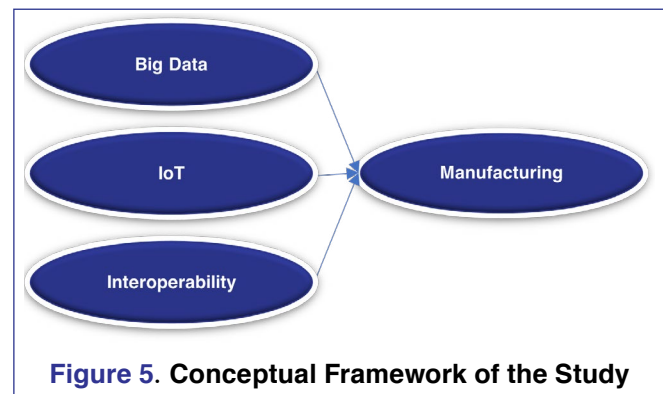 Big Data
IoT
Manufacturing
Interoperability
Figure 5. Conceptual Framework of the Study